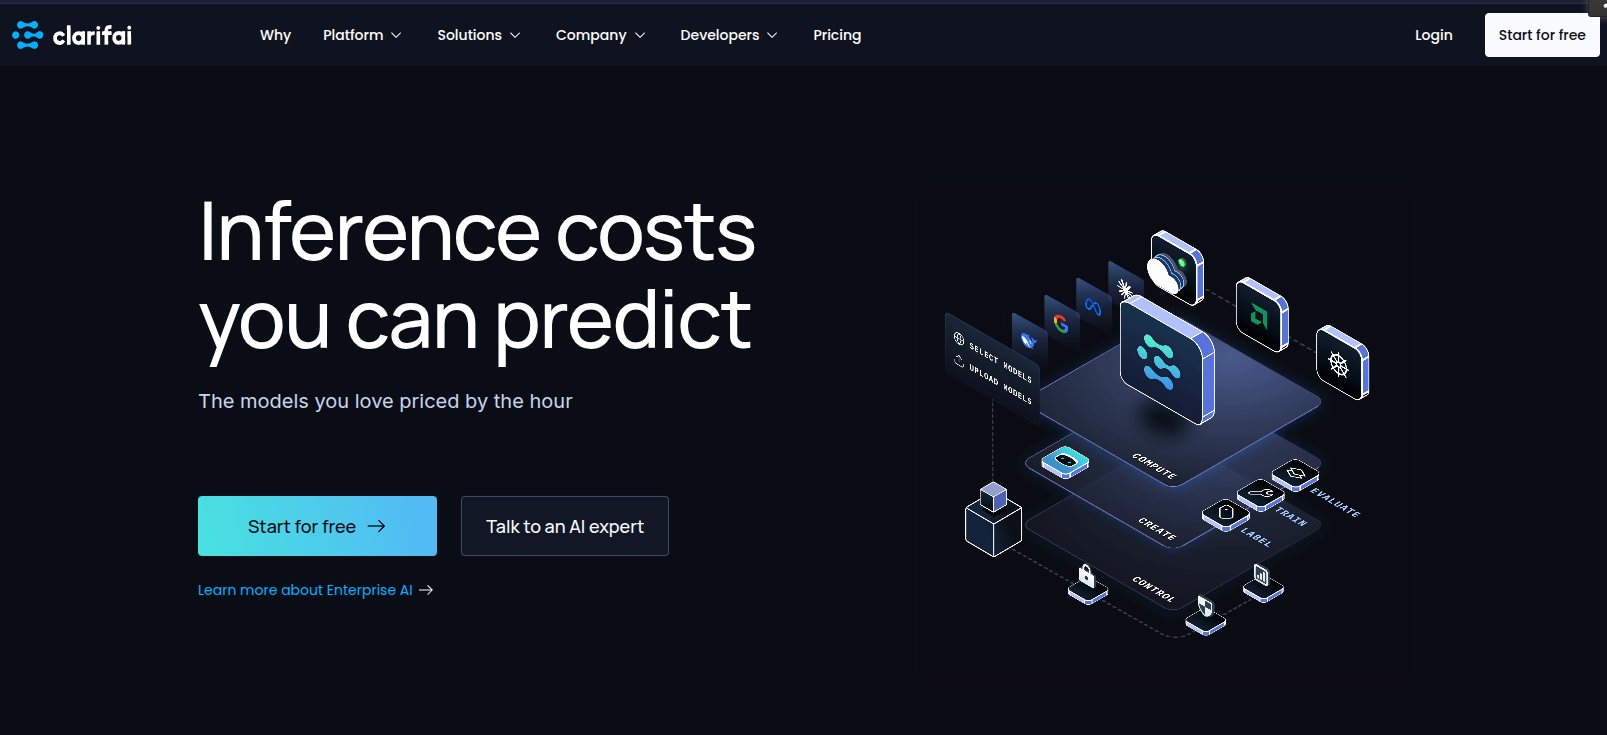 clarifai
Why Platform Solutions Company Developers Pricing Login Start for free
Inference costs
you can predict
The models you love priced by the hour
Start for free → Talk to an AI expert
Learn more about Enterprise AI →
SELECT MODELS
UPLOAD MODELS
COMPUTE
CREATE
LABEL
TRAIN
EVALUATE
CONTROL